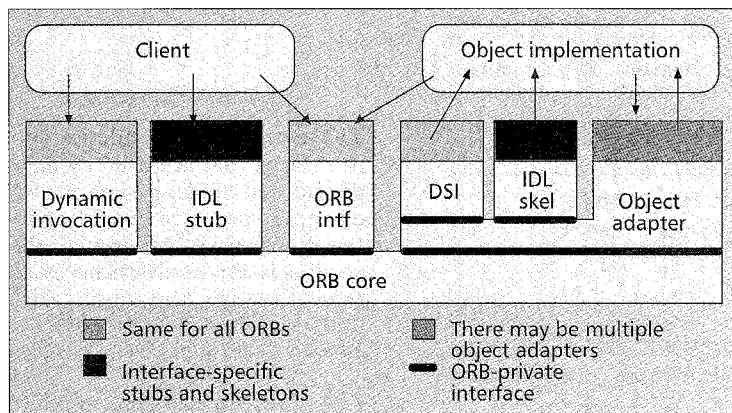 Client
Object implementation
Dynamic
invocation
IDL
stub
ORB
intf
DSI
IDL
skel
Object
adapter
ORB core
Same for all ORBs
Interface-specific
stubs and skeletons
There may be multiple
object adapters
ORB-private
interface